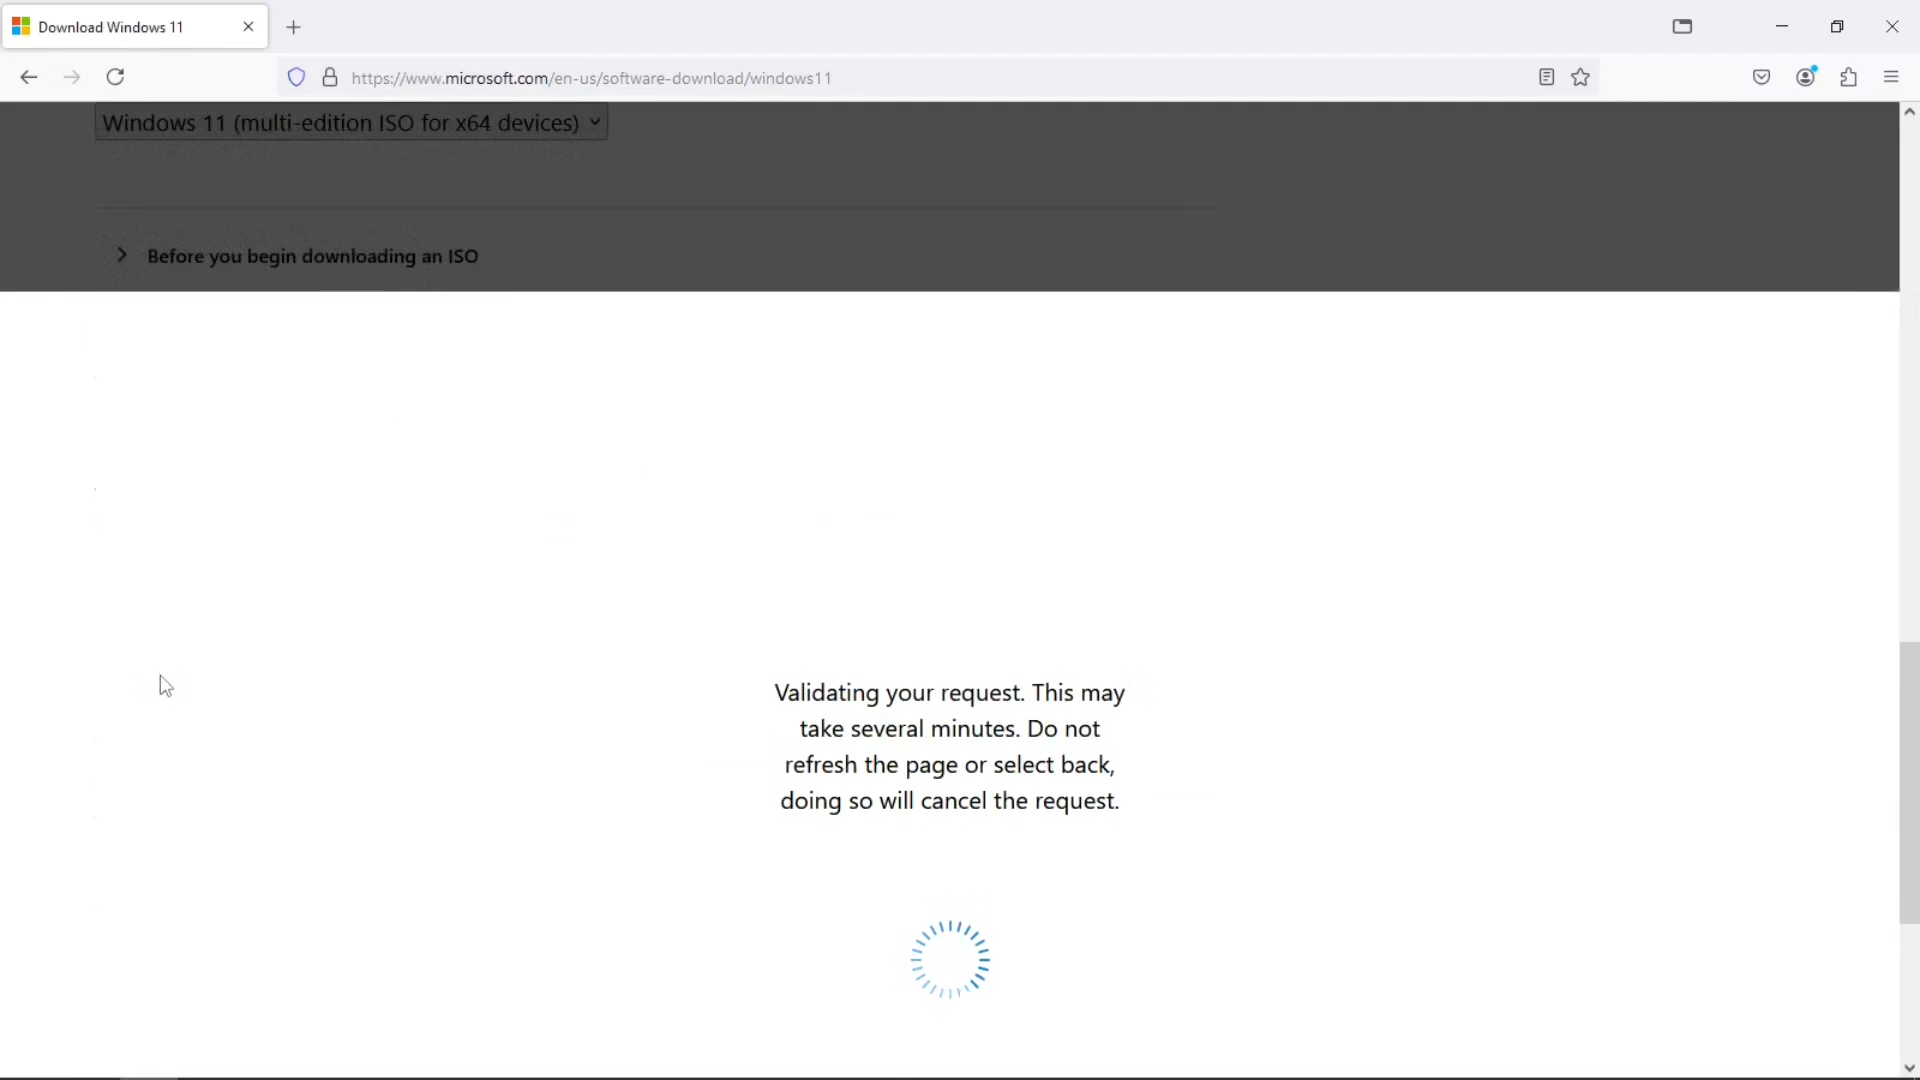 Download Windows 11
https://www.microsoft.com/en-us/software-download/windows11
Windows 11 (multi-edition ISO for x64 devices)
Before you begin downloading an ISO
Validating your request. This may
take several minutes. Do not
refresh the page or select back,
doing so will cancel the request.